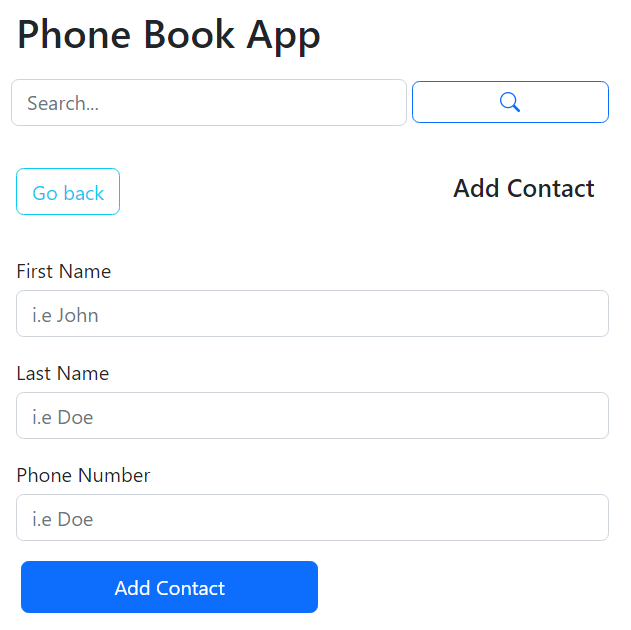 Phone Book App
Search...
Go back
Add Contact
First Name
i.e John
Last Name
i.e Doe
Phone Number
i.e Doe
Add Contact